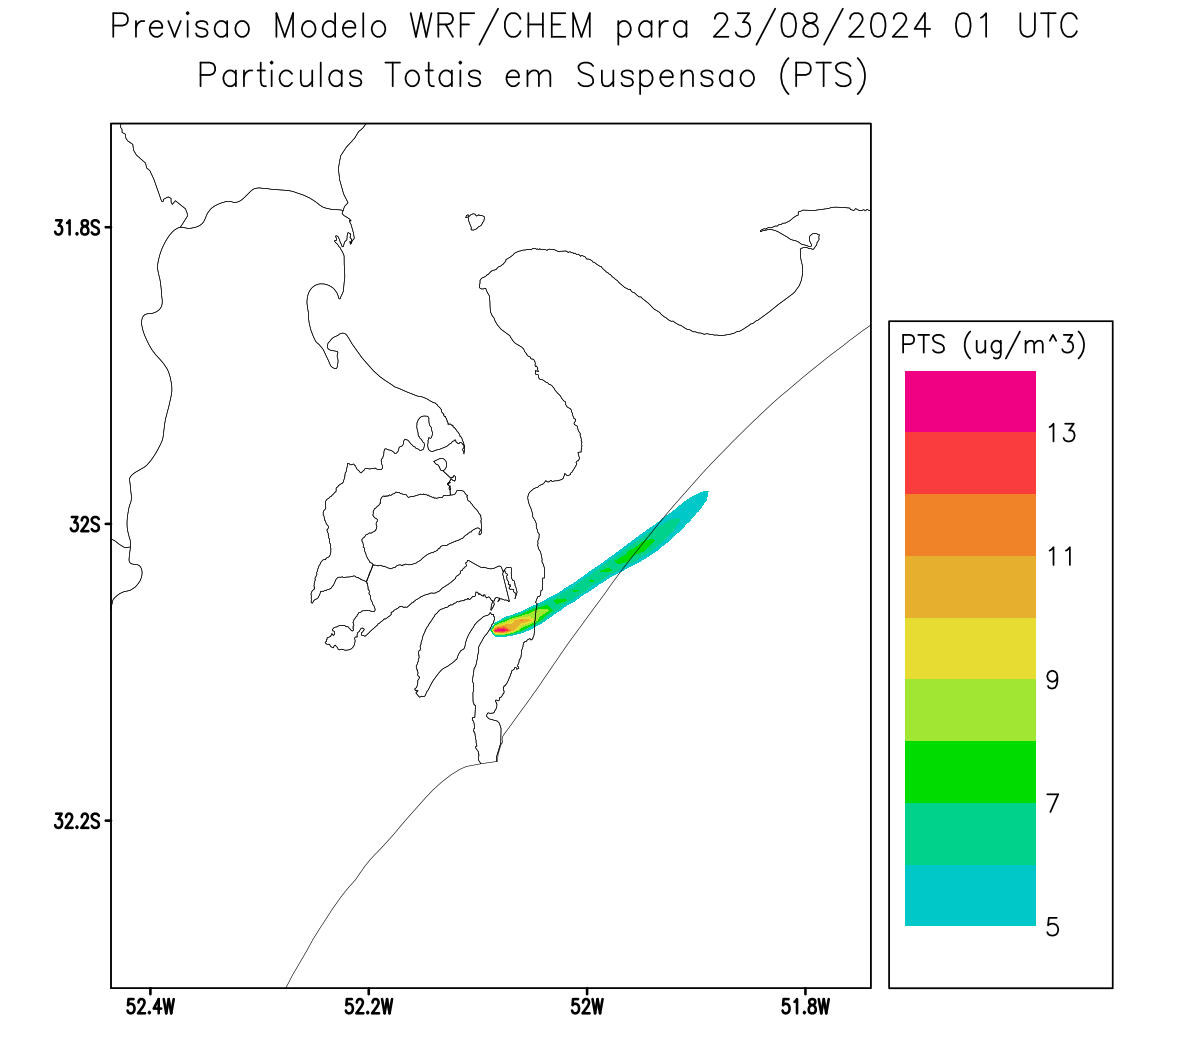 Previsao Modelo WRF/CHEM para 23/08/2024 01 UTC
Particulas Totais em Suspensao (PTS)
31.8S
32S
32.2S
52.4W
52.2W
52W
51.8W
PTS (ug/m^3)
13
11
9
7
5